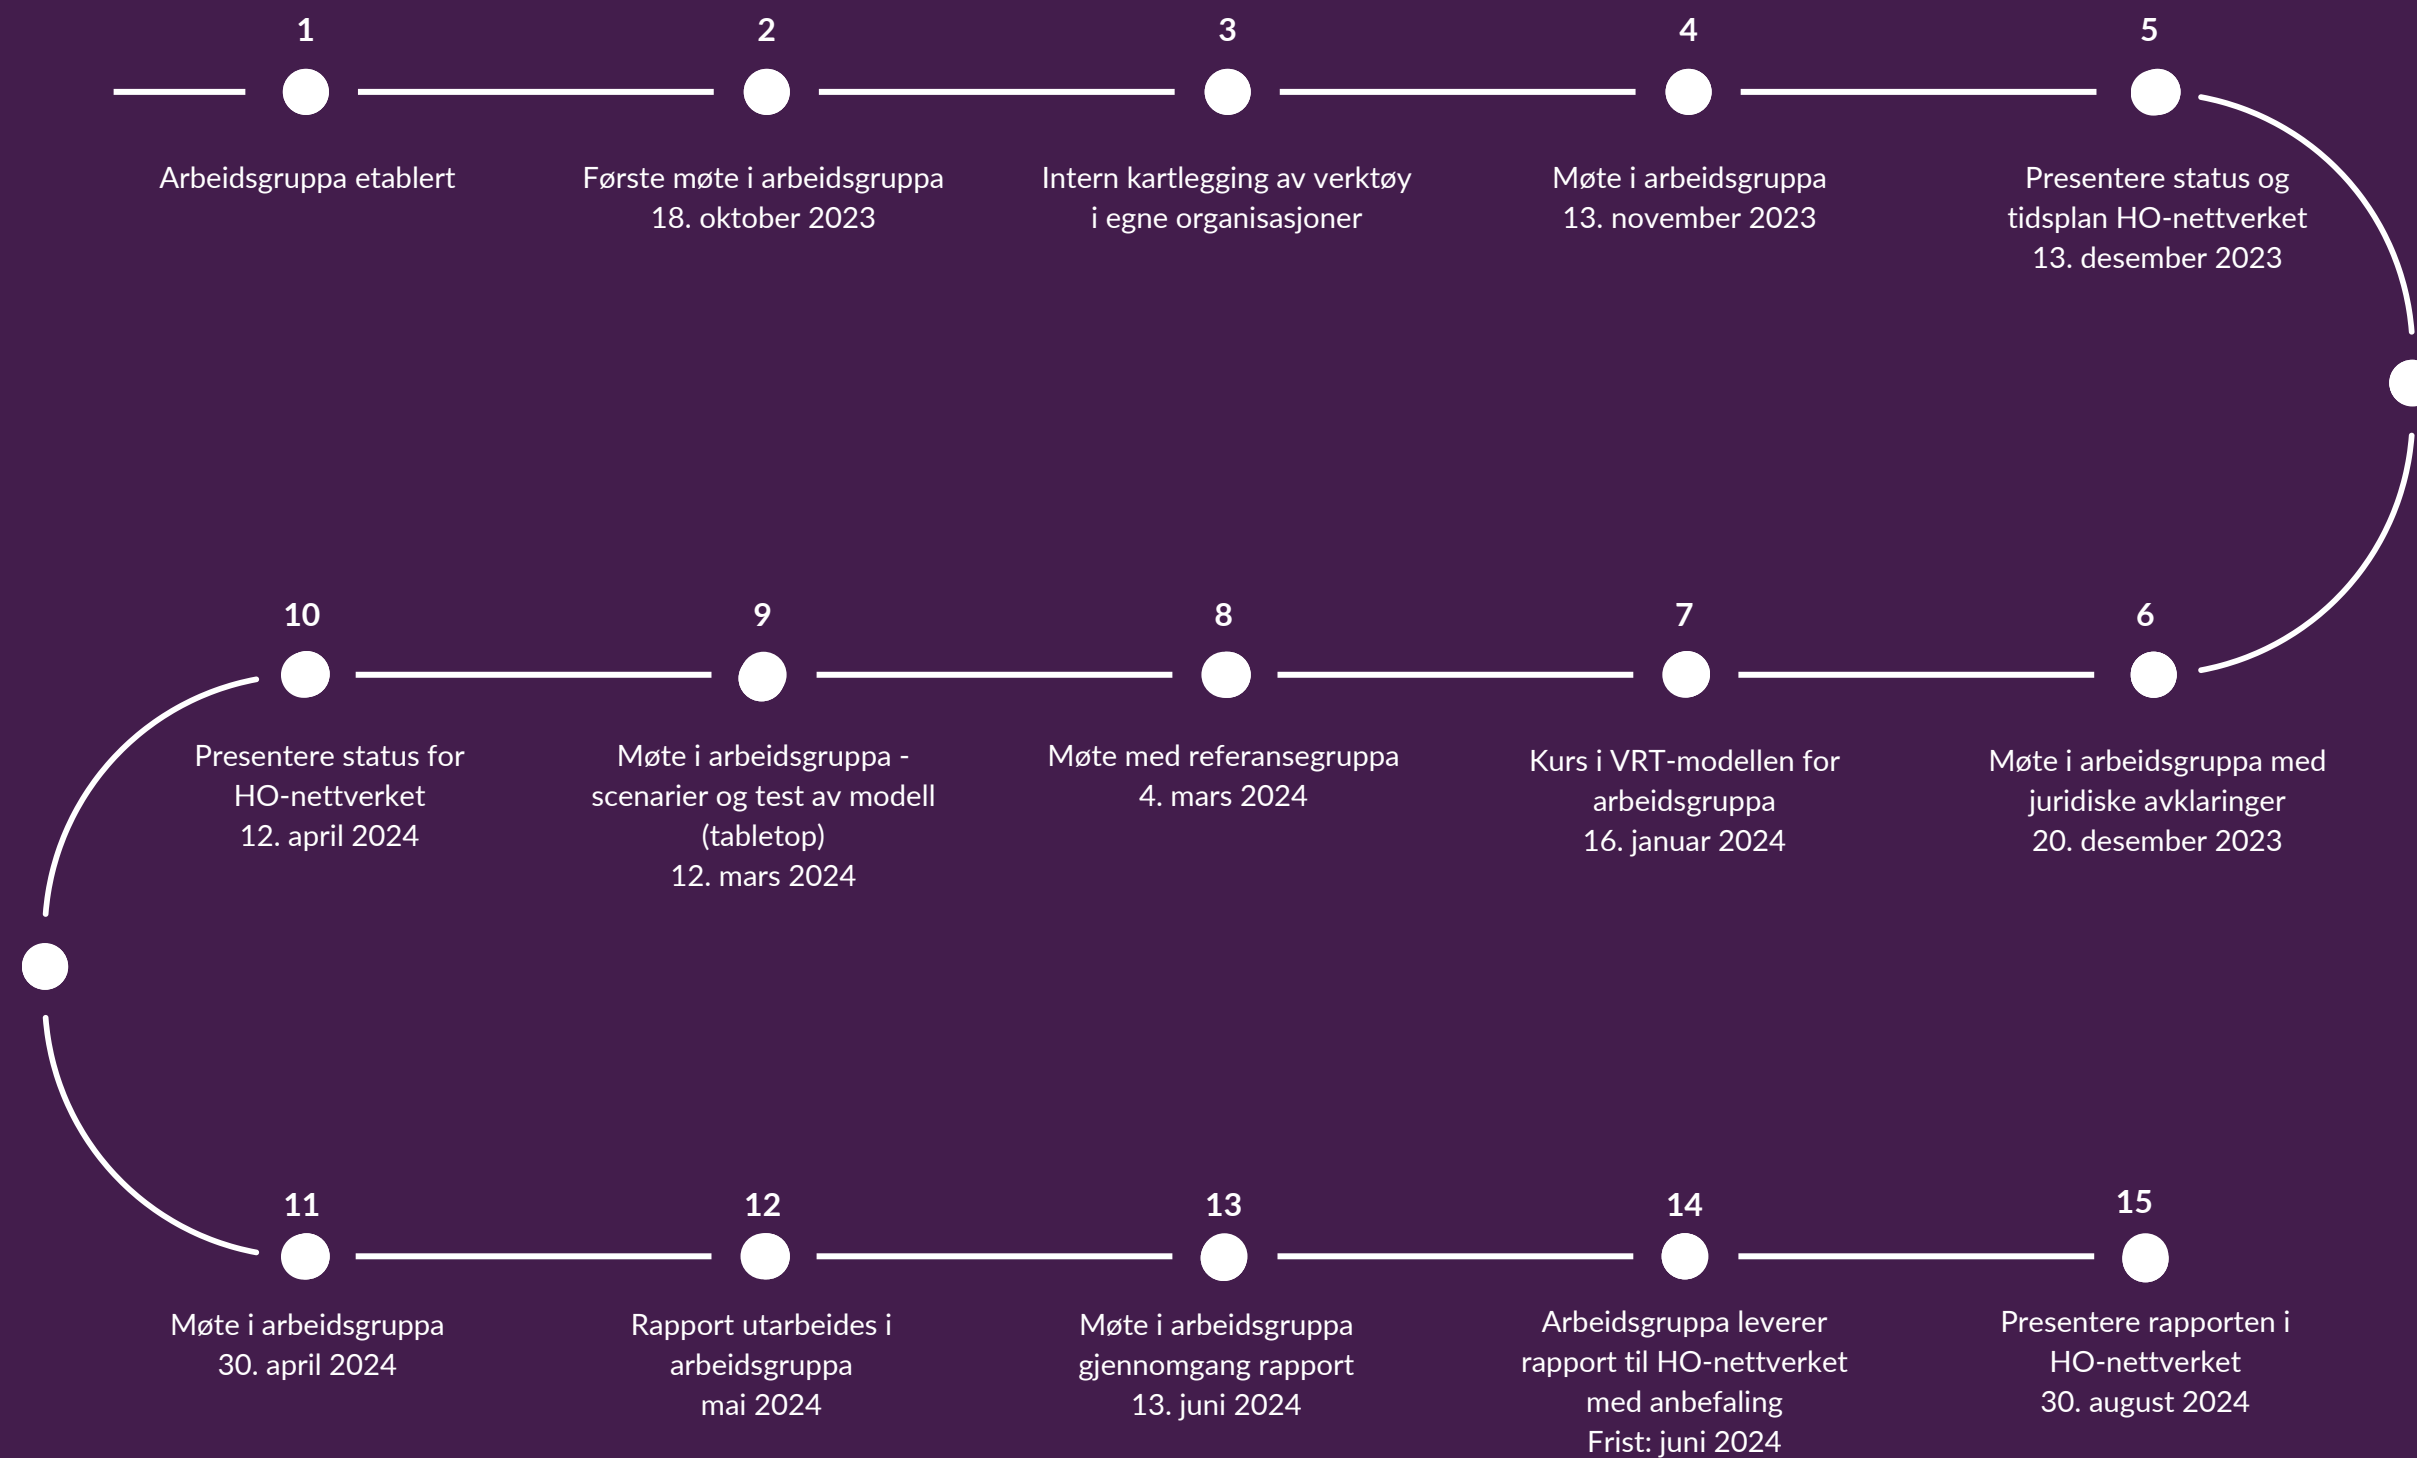 1
Arbeidsgruppa etablert
2
Første møte i arbeidsgruppa
18. oktober 2023
3
Intern kartlegging av verktøy
i egne organisasjoner
4
Møte i arbeidsgruppa
13. november 2023
5
Presentere status og
tidsplan HO-nettverket
13. desember 2023
6
Møte i arbeidsgruppa med
juridiske avklaringer
20. desember 2023
7
Kurs i VRT-modellen for
arbeidsgruppa
16. januar 2024
8
Møte med referansegruppa
4. mars 2024
9
Møte i arbeidsgruppa -
scenarier og test av modell
(tabletop)
12. mars 2024
10
Presentere status for
HO-nettverket
12. april 2024
11
Møte i arbeidsgruppa
30. april 2024
12
Rapport utarbeides i
arbeidsgruppa
mai 2024
13
Møte i arbeidsgruppa
gjennomgang rapport
13. juni 2024
14
Arbeidsgruppa leverer
rapport til HO-nettverket
med anbefaling
Frist: juni 2024
15
Presentere rapporten i
HO-nettverket
30. august 2024